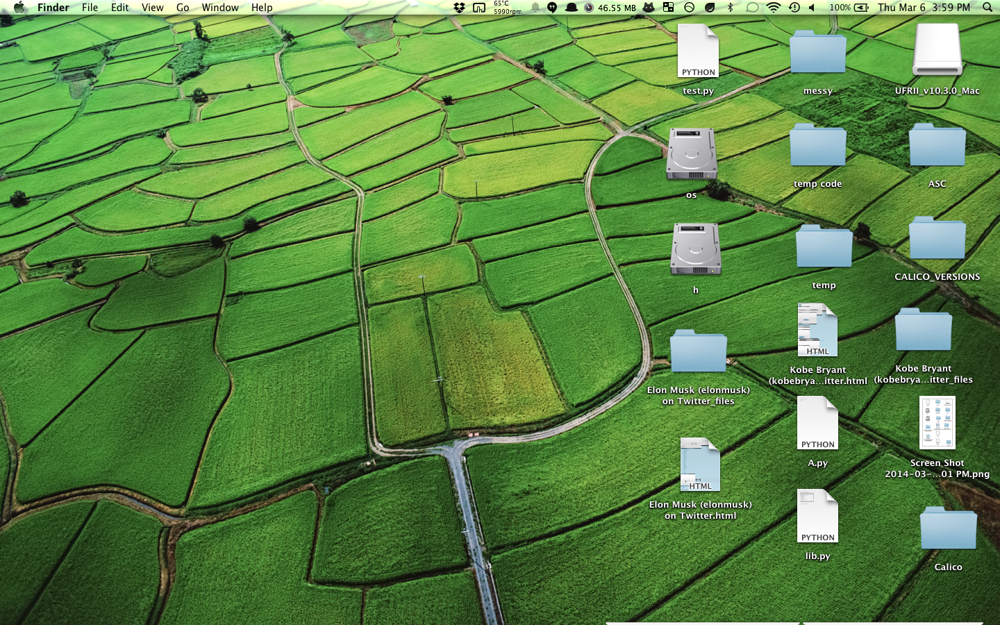 Finder File Edit View Go Window Help
65°C
5990rpm
46.55 MB
100%
Thu Mar 6 3:59 PM
PYTHON
test.py
messy
UFRII_v10.3.0_Mac
os
temp code
ASC
h
temp
CALICO_VERSIONS
Elon Musk (elonmusk)
on Twitter_files
HTML
Kobe Bryant
(kobebrya...itter.html
Kobe Bryant
(kobebrya...itter_files
HTML
Elon Musk (elonmusk)
on Twitter.html
PYTHON
A.py
Screen Shot
2014-03-...01 PM.png
PYTHON
lib.py
Calico